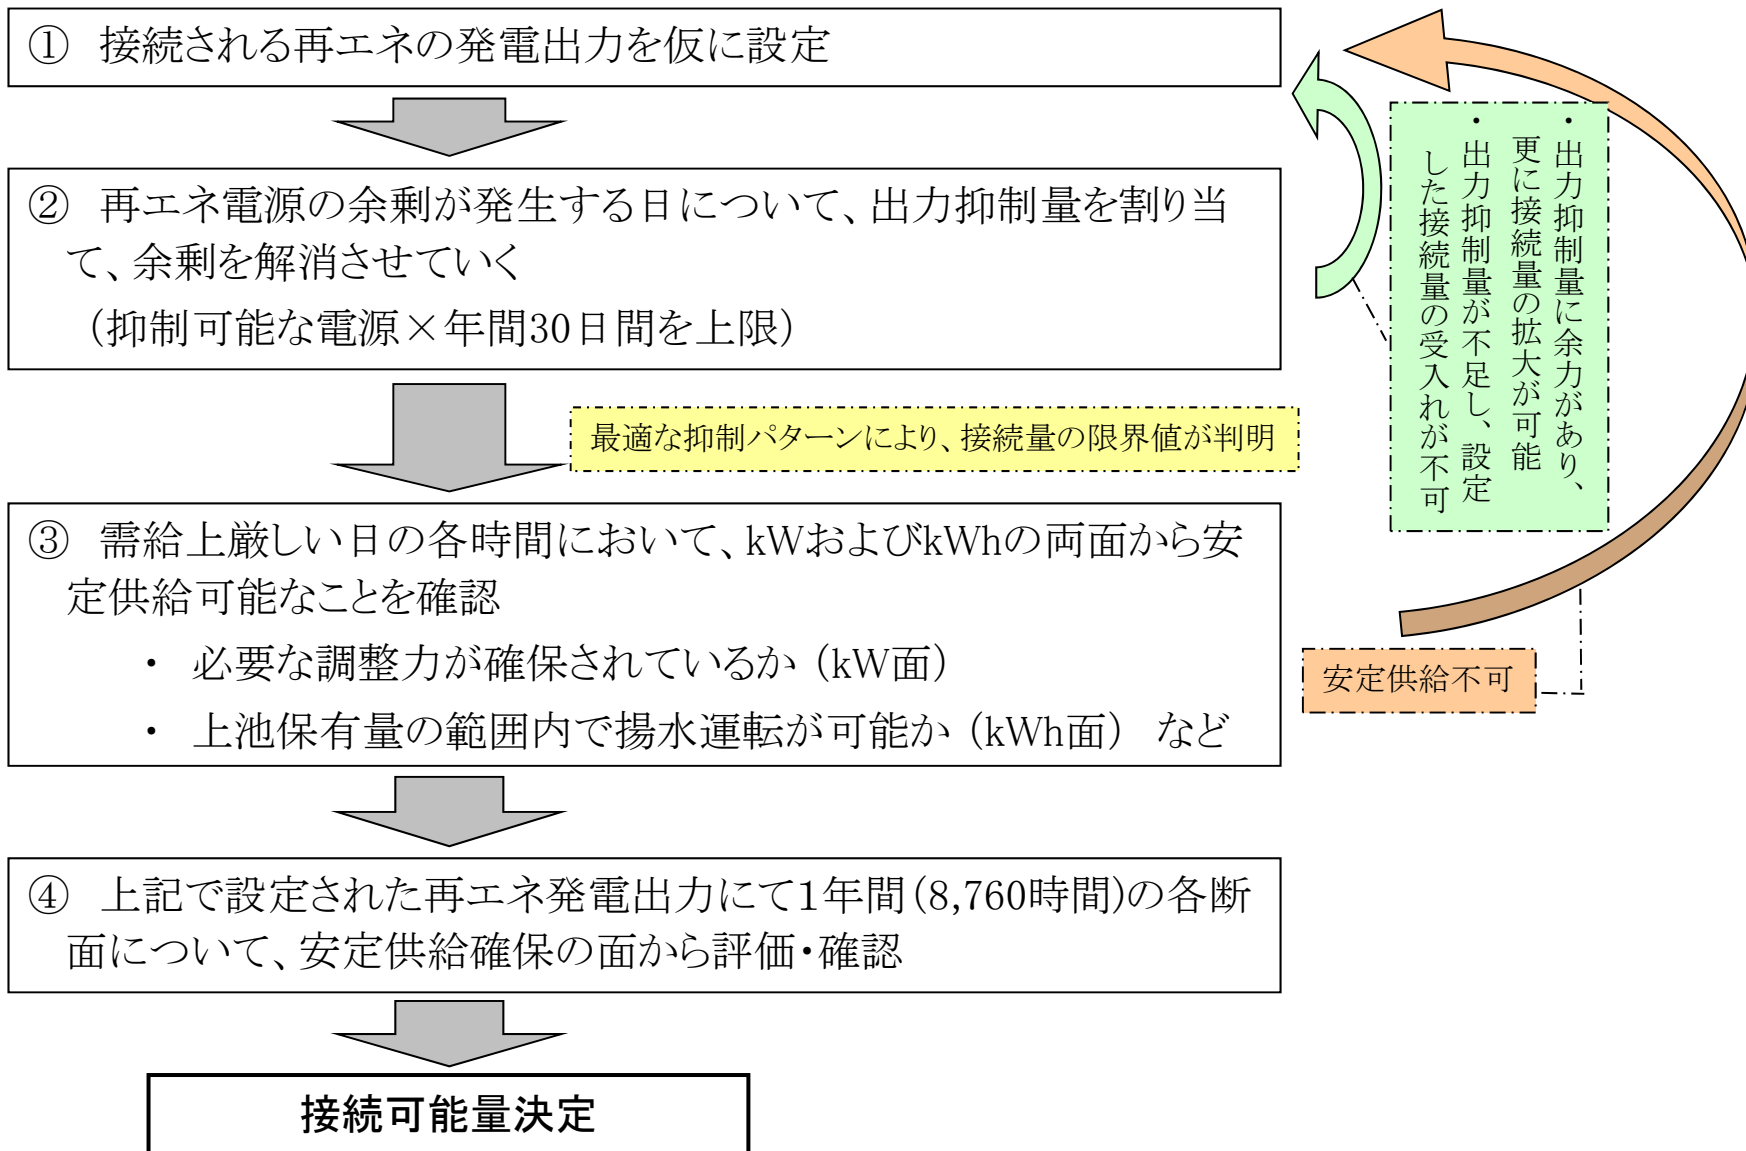 ① 接続される再エネの発電出力を仮に設定
② 再エネ電源の余剰が発生する日について、出力抑制量を割り当
て、余剰を解消させていく
（抑制可能な電源×年間30日間を上限）
最適な抑制パターンにより、接続量の限界値が判明
・出力抑制量に余力があり、
更に接続量の拡大が可能
・出力抑制量が不足し、設定
した接続量の受入れが不可
③ 需給上厳しい日の各時間において、kWおよびkWhの両面から安
定供給可能なことを確認
・ 必要な調整力が確保されているか（kW面）
・ 上池保有量の範囲内で揚水運転が可能か（kWh面） など
安定供給不可
④ 上記で設定された再エネ発電出力にて1年間(8,760時間)の各断
面について、安定供給確保の面から評価・確認
接続可能量決定